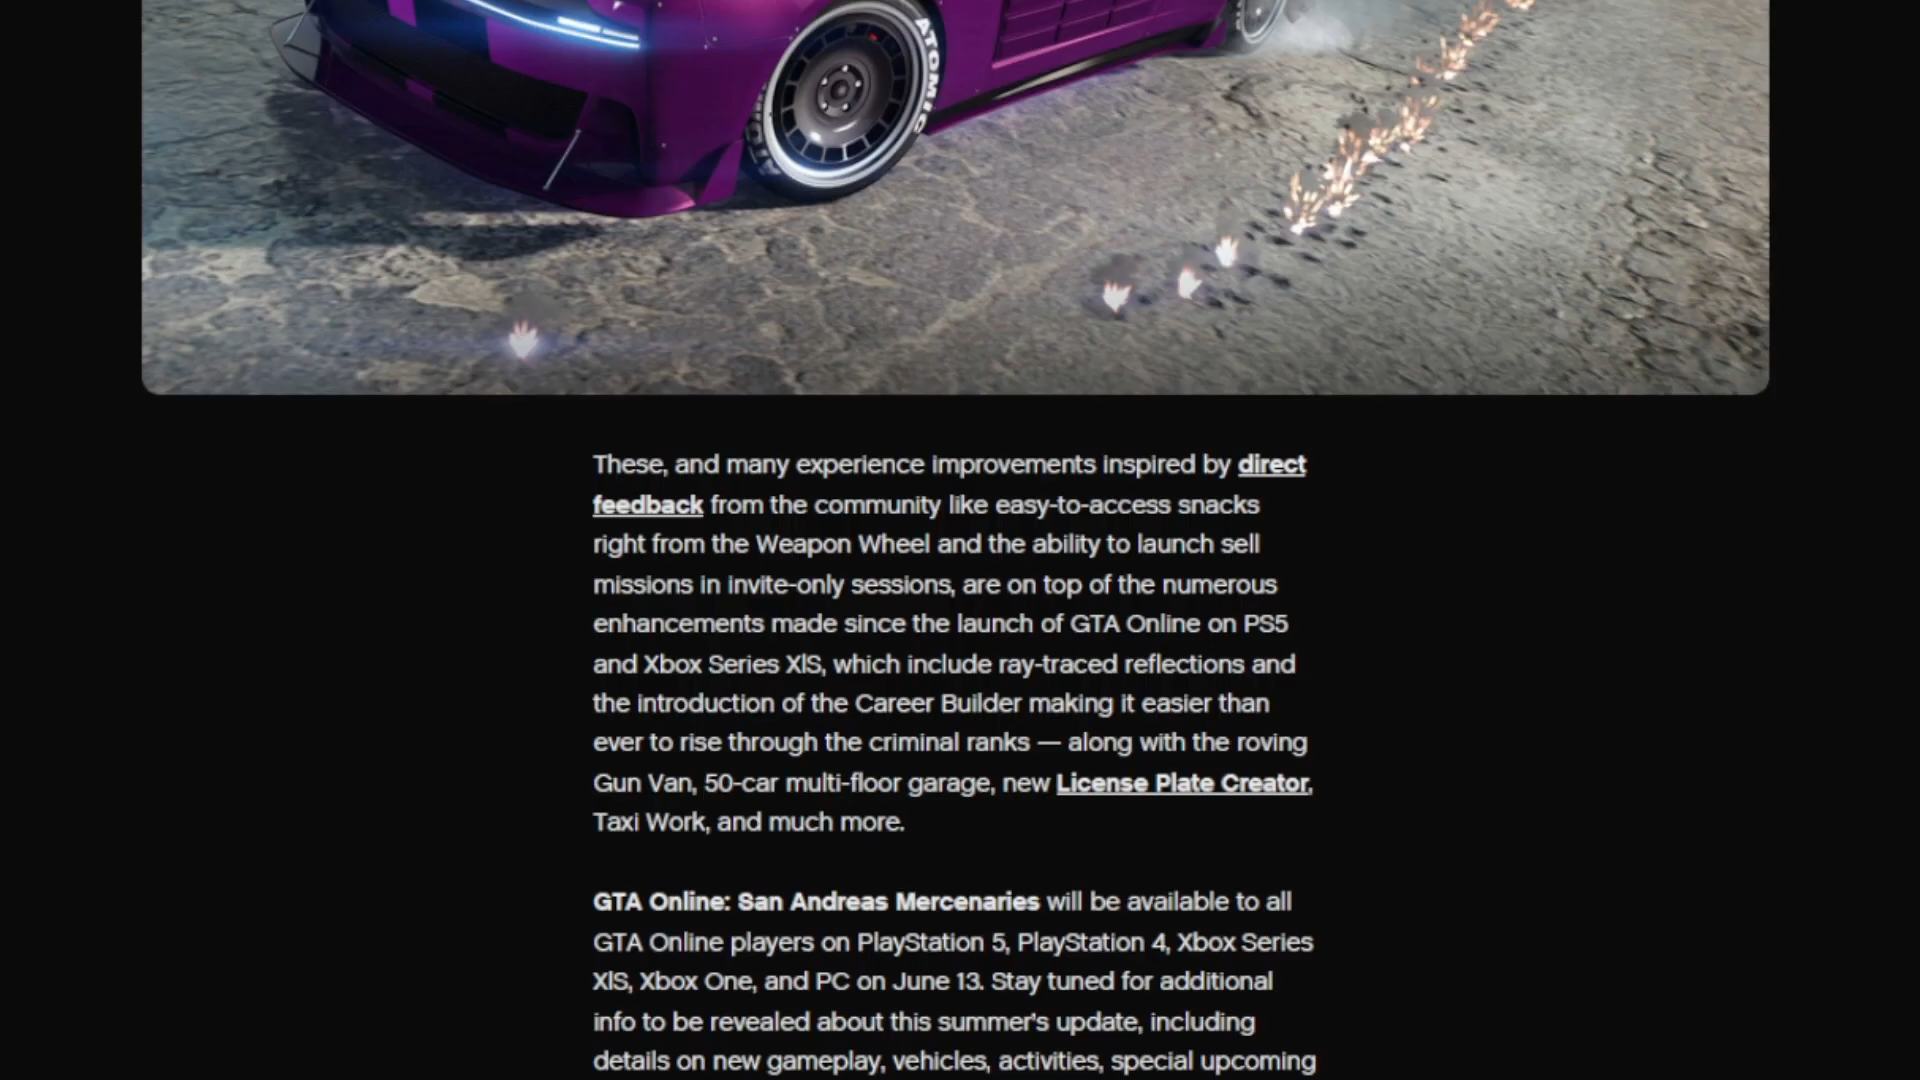 ATOMIC
These, and many experience improvements inspired by direct
feedback from the community like easy-to-access snacks
right from the Weapon Wheel and the ability to launch sell
missions in invite-only sessions, are on top of the numerous
enhancements made since the launch of GTA Online on PS5
and Xbox Series X|S, which include ray-traced reflections and
the introduction of the Career Builder making it easier than
ever to rise through the criminal ranks — along with the roving
Gun Van, 50-car multi-floor garage, new License Plate Creator,
Taxi Work, and much more.
GTA Online: San Andreas Mercenaries will be available to all
GTA Online players on PlayStation 5, PlayStation 4, Xbox Series
X|S, Xbox One, and PC on June 13. Stay tuned for additional
info to be revealed about this summer's update, including
details on new gameplay, vehicles, activities, special upcoming